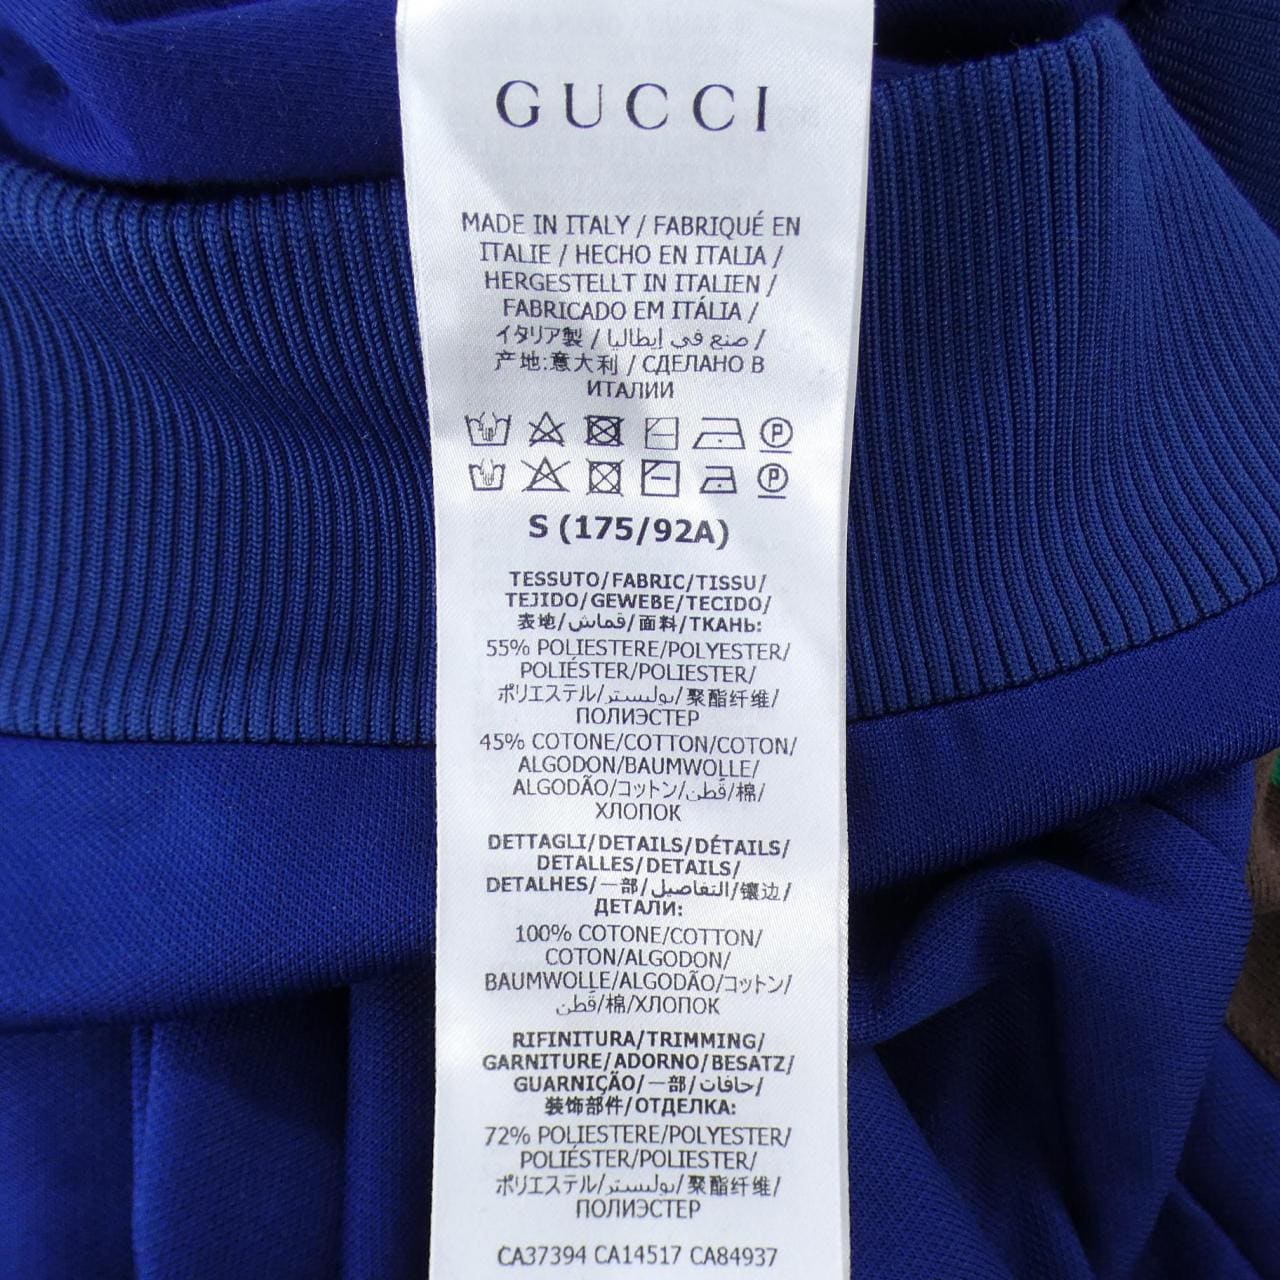 GUCCI
MADE IN ITALY / FABRIQUÉ EN
ITALIE / HECHO EN ITALIA /
HERGESTELLT IN ITALIEN /
FABRICADO EM ITÁLIA /
イタリア製 / صنع في إيطاليا /
产地:意大利 / СДЕЛАНО В
ИТАЛИИ
S (175/92A)
TESSUTO/FABRIC/TISSU/
TEJIDO/GEWEBE/TECIDO/
表地/قماش/面料/ТКАНЬ:
55% POLIESTERE/POLYESTER/
POLIÉSTER/POLIESTER/
ポリエステル/بوليستر/聚酯纤维/
ПОЛИЭСТЕР
45% COTONE/COTTON/COTON/
ALGODON/BAUMWOLLE/
ALGODÃO/コットン/قطن/棉/
ХЛОПОК
DETTAGLI/DETAILS/DÉTAILS/
DETALLES/DETAILS/
DETALHES/一部/التفاصيل/镶边/
ДЕТАЛИ:
100% COTONE/COTTON/
COTON/ALGODON/
BAUMWOLLE/ALGODÃO/コットン/
قطن/棉/ХЛОПОК
RIFINITURA/TRIMMING/
GARNITURE/ADORNO/BESATZ/
GUARNIÇÃO/一部/حافات/
装饰部件/ОТДЕЛКА:
72% POLIESTERE/POLYESTER/
POLIÉSTER/POLIESTER/
ポリエステル/بوليستر/聚酯纤维/
ПОЛИЭСТЕР
CA37394 CA14517 CA84937